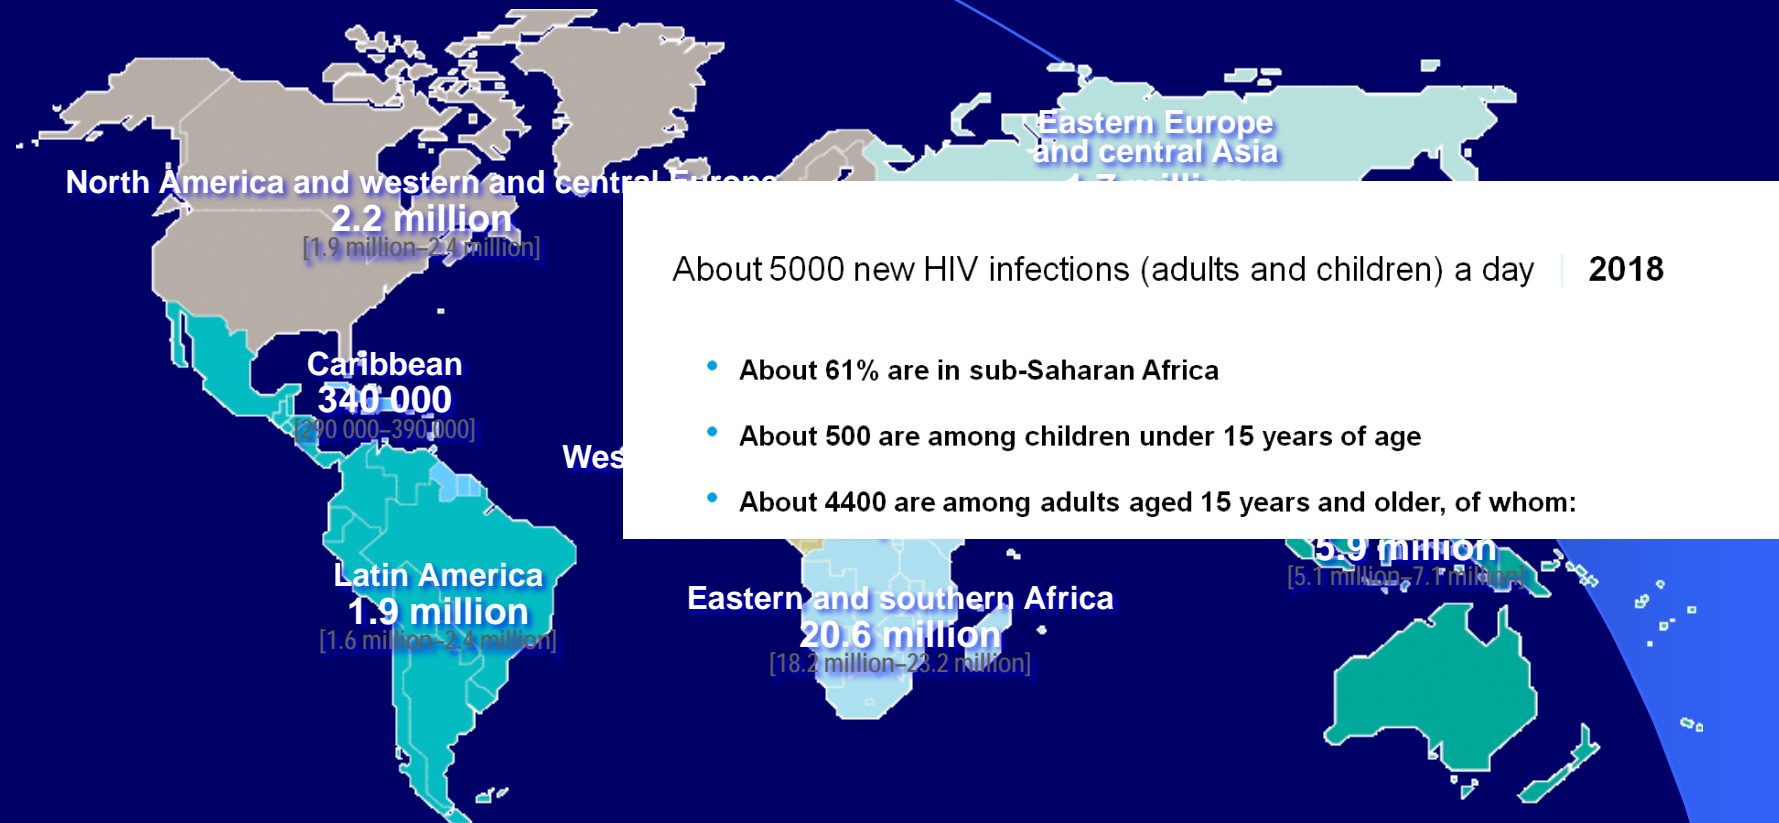 Eastern Europe
and central Asia
1.7 million
North America and western and central Europe
2.2 million
[1.9 million–2.4 million]
About 5000 new HIV infections (adults and children) a day | 2018
Caribbean
340 000
[290 000–390 000]
About 61% are in sub-Saharan Africa
About 500 are among children under 15 years of age
Wes
About 4400 are among adults aged 15 years and older, of whom:
5.9 million
[5.1 million–7.1 million]
Latin America
1.9 million
[1.6 million–2.4 million]
Eastern and southern Africa
20.6 million
[18.2 million–23.2 million]